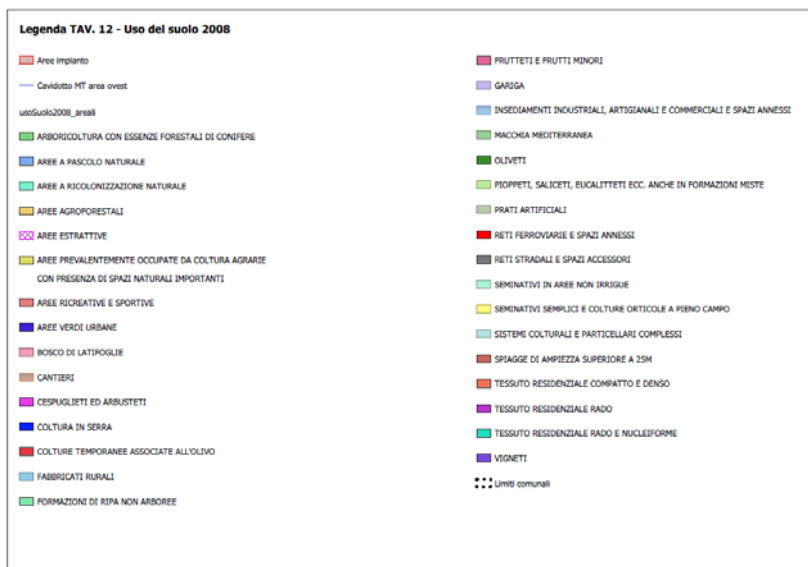 Legenda TAV. 12 - Uso del suolo 2008
Aree impianto
Cavidotto MT area ovest
usoSuolo2008_areali
ARBORICOLTURA CON ESSENZE FORESTALI DI CONIFERE
AREE A PASCOLO NATURALE
AREE A RICOLONIZZAZIONE NATURALE
AREE AGROFORESTALI
AREE ESTRATTIVE
AREE PREVALENTEMENTE OCCUPATE DA COLTURA AGRARIE
CON PRESENZA DI SPAZI NATURALI IMPORTANTI
AREE RICREATIVE E SPORTIVE
AREE VERDI URBANE
BOSCO DI LATIFOGLIE
CANTIERI
CESPUGLIETI ED ARBUSTETI
COLTURA IN SERRA
COLTURE TEMPORANEE ASSOCIATE ALL'OLIVO
FABBRICATI RURALI
FORMAZIONI DI RIPA NON ARBOREE
FRUTTETI E FRUTTI MINORI
GARIGA
INSEDIAMENTI INDUSTRIALI, ARTIGIANALI E COMMERCIALI E SPAZI ANNESSI
MACCHIA MEDITERRANEA
OLIVETI
PIOPPETI, SALICETI, EUCALITTETI ECC. ANCHE IN FORMAZIONI MISTE
PRATI ARTIFICIALI
RETI FERROVIARIE E SPAZI ANNESSI
RETI STRADALI E SPAZI ACCESSORI
SEMINATIVI IN AREE NON IRRIGUE
SEMINATIVI SEMPLICI E COLTURE ORTICOLE A PIENO CAMPO
SISTEMI COLTURALI E PARTICELLARI COMPLESSI
SPIAGGE DI AMPIEZZA SUPERIORE A 25M
TESSUTO RESIDENZIALE COMPATTO E DENSO
TESSUTO RESIDENZIALE RADO
TESSUTO RESIDENZIALE RADO E NUCLEIFORME
VIGNETI
Limiti comunali